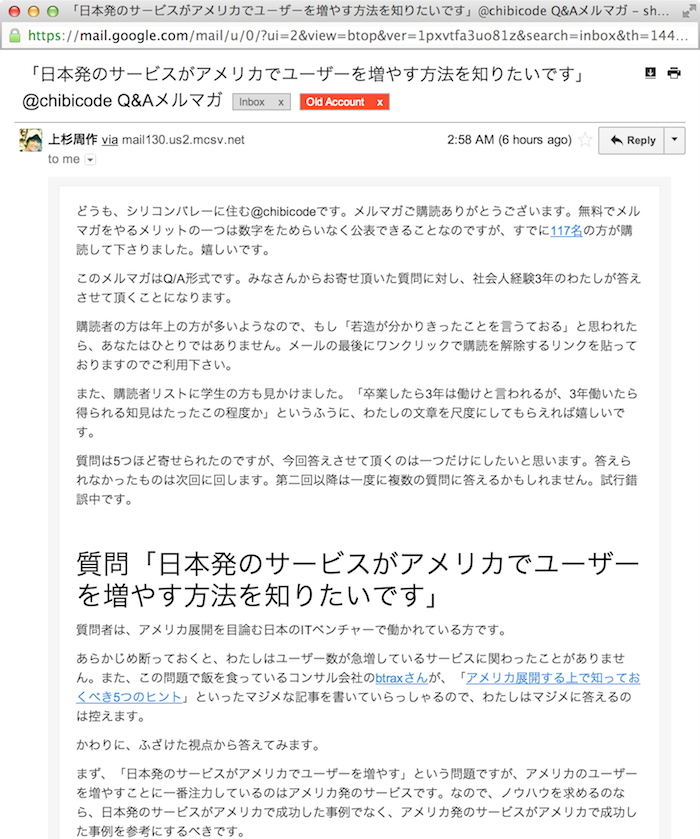 「日本発のサービスがアメリカでユーザーを増やす方法を知りたいです」@chibicode Q&Aメルマガ – sh...
https://mail.google.com/mail/u/0/?ui=2&view=btop&ver=1pxvtfa3uo81z&search=inbox&th=144...
「日本発のサービスがアメリカでユーザーを増やす方法を知りたいです」
@chibicode Q&Aメルマガ Inbox x Old Account x
上杉周作 via mail130.us2.mcsv.net 2:58 AM (6 hours ago) Reply
to me
どうも、シリコンバレーに住む@chibicodeです。メルマガご購読ありがとうございます。無料でメル
マガをやるメリットの一つは数字をためらいなく公表できることなのですが、すでに117名の方が購
読して下さりました。嬉しいです。
このメルマガはQ/A形式です。みなさんからお寄せ頂いた質問に対し、社会人経験3年のわたしが答え
させて頂くことになります。
購読者の方は年上の方が多いようなので、もし「若造が分かりきったことを言うておる」と思われた
ら、あなたはひとりではありません。メールの最後にワンクリックで購読を解除するリンクを貼って
おりますのでご利用下さい。
また、購読者リストに学生の方も見かけました。「卒業したら3年は働けと言われるが、3年働いたら
得られる知見はたったこの程度か」というふうに、わたしの文章を尺度にしてもらえれば嬉しいで
す。
質問は5つほど寄せられたのですが、今回答えさせて頂くのは一つだけにしたいと思います。答えら
れなかったものは次回に回します。第二回以降は一度に複数の質問に答えるかもしれません。試行錯
誤中です。
質問「日本発のサービスがアメリカでユーザー
を増やす方法を知りたいです」
質問者は、アメリカ展開を目論む日本のITベンチャーで働かれている方です。
あらかじめ断っておくと、わたしはユーザー数が急増しているサービスに関わったことがありませ
ん。また、この問題で飯を食っているコンサル会社のbtraxさんが、「アメリカ展開する上で知ってお
くべき5つのヒント」といったマジメな記事を書いていらっしゃるので、わたしはマジメに答えるの
は控えます。
かわりに、ふざけた視点から答えてみます。
まず、「日本発のサービスがアメリカでユーザーを増やす」という問題ですが、アメリカのユーザー
を増やすことに一番注力しているのはアメリカ発のサービスです。なので、ノウハウを求めるのな
ら、日本発のサービスがアメリカで成功した事例でなく、アメリカ発のサービスがアメリカで成功し
た事例を参考にするべきです。